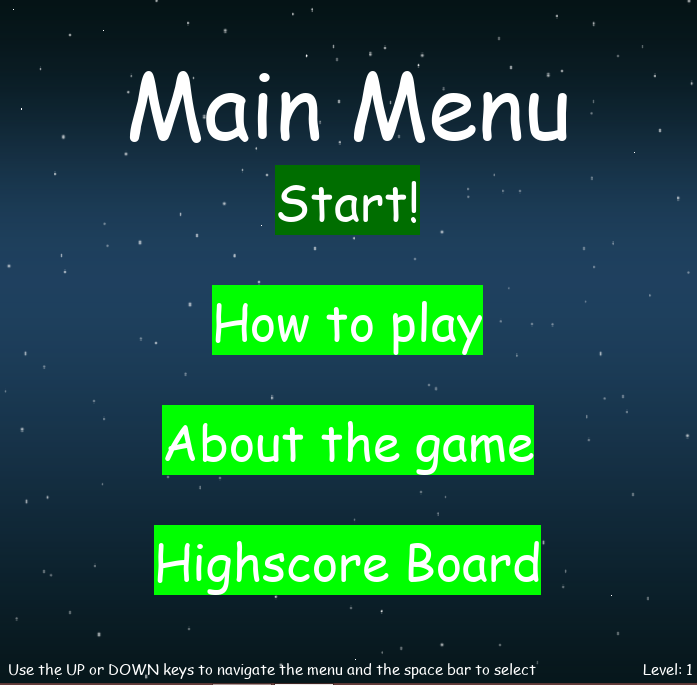 Main Menu
Start!
How to play
About the game
Highscore Board
Use the UP or DOWN keys to navigate the menu and the space bar to select
Level: 1